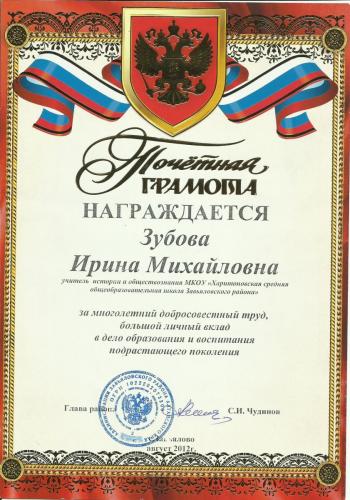 Почётная
ГРАМОТА
НАГРАЖДАЕТСЯ
Зубова
Ирина Михайловна
учитель истории и обществознания МКОУ «Харитоновская средняя
общеобразовательная школа Завьяловского района»
за многолетний добросовестный труд,
большой личный вклад
в дело образования и воспитания
подрастающего поколения
Глава района С.И. Чудинов
август 2012г.